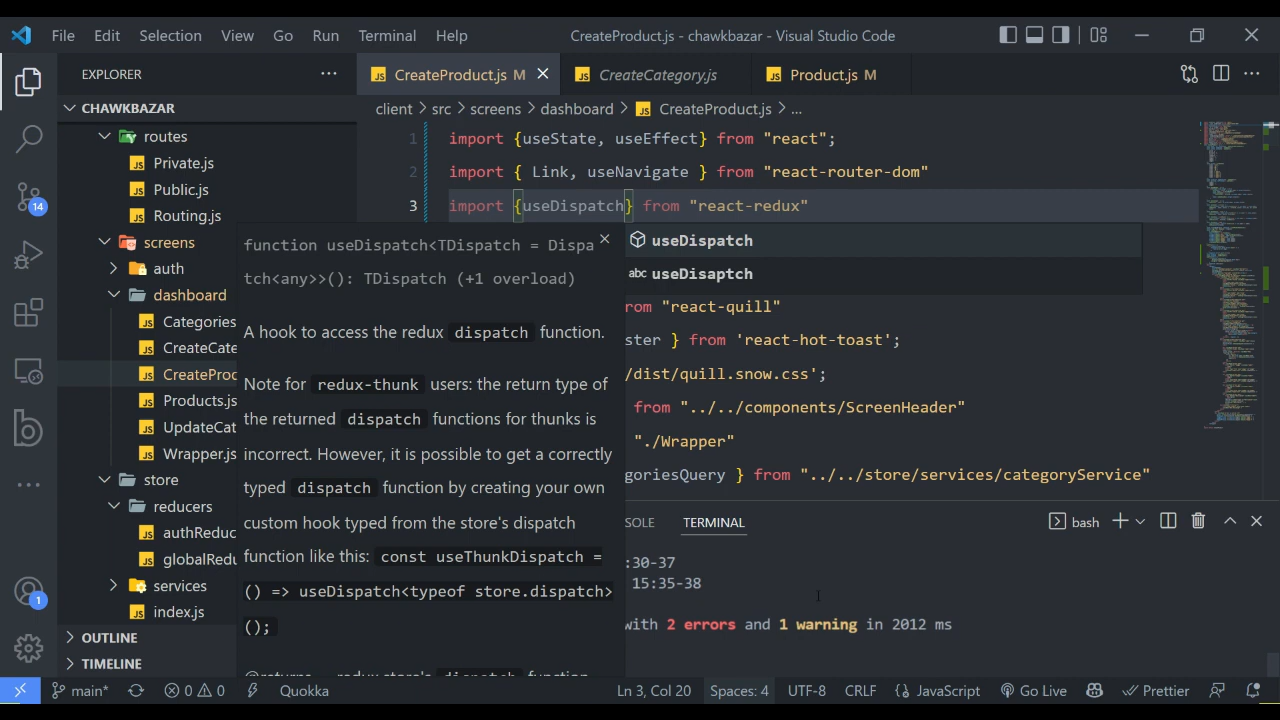 File Edit Selection View Go Run Terminal Help
CreateProduct.js - chawkbazar - Visual Studio Code
EXPLORER
CreateProduct.js M
CreateCategory.js
Product.js M
CHAWKBAZAR
client > src > screens > dashboard > CreateProduct.js > ...
routes
Private.js
Public.js
Routing.js
screens
auth
dashboard
Categories
CreateCate
CreateProd
Products.js
UpdateCat
Wrapper.js
store
reducers
authReduc
globalRedu
services
index.js
OUTLINE
TIMELINE
14
1
1 import {useState, useEffect} from "react";
2 import { Link, useNavigate } from "react-router-dom"
3 import {useDispatch} from "react-redux"
useDispatch
abc useDisaptch
rom "react-quill"
ster } from 'react-hot-toast';
/dist/quill.snow.css';
from "../../components/ScreenHeader"
"./Wrapper"
goriesQuery } from "../../store/services/categoryService"
function useDispatch<TDispatch = Dispa
tch<any>>(): TDispatch (+1 overload)
A hook to access the redux dispatch function.
Note for redux-thunk users: the return type of
the returned dispatch functions for thunks is
incorrect. However, it is possible to get a correctly
typed dispatch function by creating your own
custom hook typed from the store's dispatch
function like this: const useThunkDispatch =
() => useDispatch<typeof store.dispatch>
();
@returns redux store's dispatch function
SOLE TERMINAL
bash
:30-37
15:35-38
with 2 errors and 1 warning in 2012 ms
main* 0 0 Quokka
Ln 3, Col 20 Spaces: 4 UTF-8 CRLF JavaScript Go Live Prettier